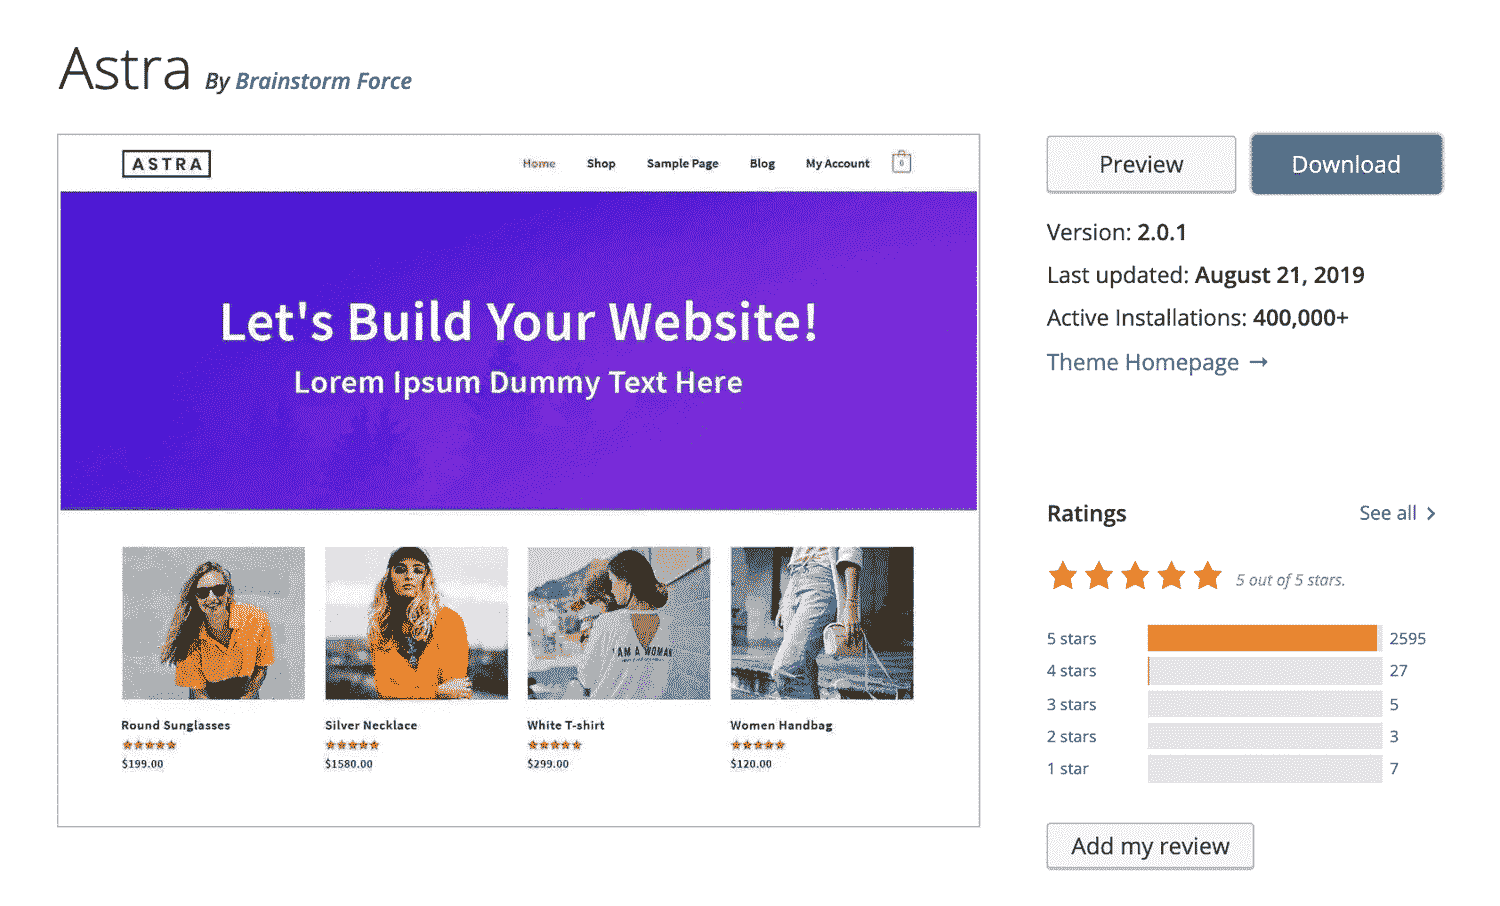 Astra By Brainstorm Force
ASTRA
Home Shop Sample Page Blog My Account 0
Let's Build Your Website!
Lorem Ipsum Dummy Text Here
I AM A WOMAN
Round Sunglasses
$199.00
Silver Necklace
$1580.00
White T-shirt
$299.00
Women Handbag
$120.00
Preview Download
Version: 2.0.1
Last updated: August 21, 2019
Active Installations: 400,000+
Theme Homepage →
Ratings See all >
5 out of 5 stars.
5 stars 2595
4 stars 27
3 stars 5
2 stars 3
1 star 7
Add my review